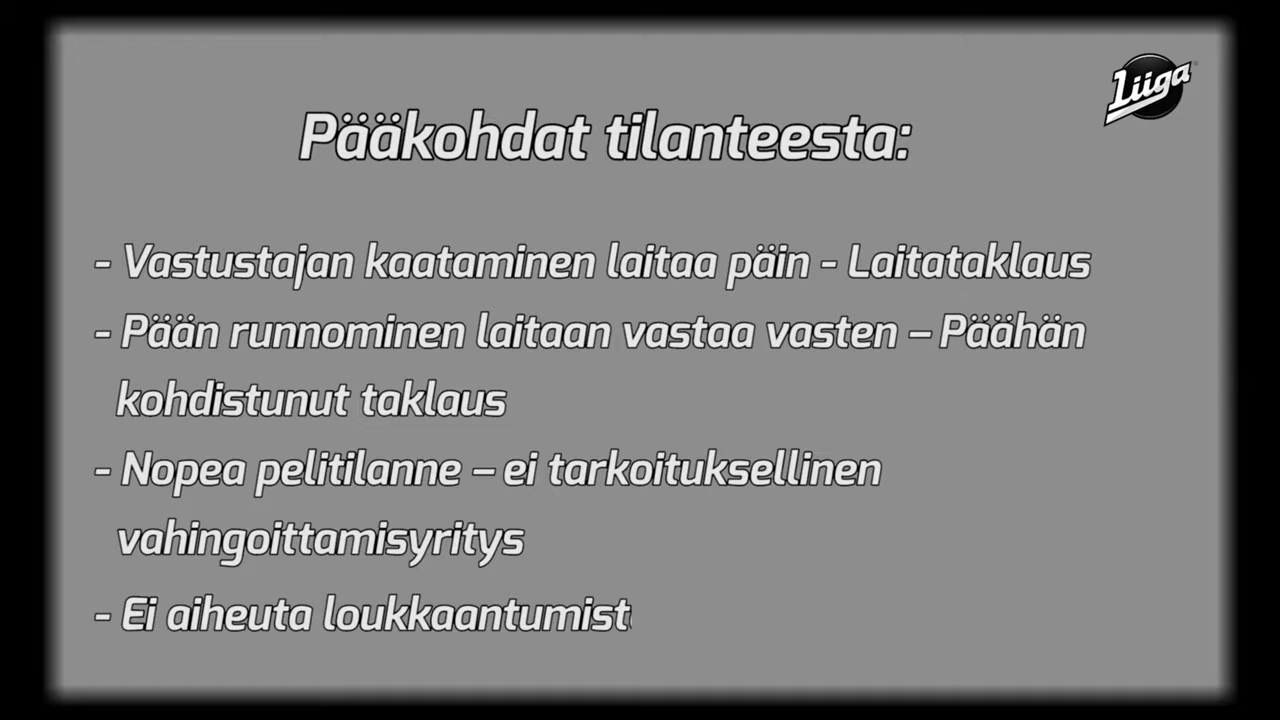 Liiga
Pääkohdat tilanteesta:
- Vastustajan kaataminen laitaa päin - Laitataklaus
- Pään runnominen laitaan vastaa vasten – Päähän
kohdistunut taklaus
- Nopea pelitilanne – ei tarkoituksellinen
vahingoittamisyritys
- Ei aiheuta